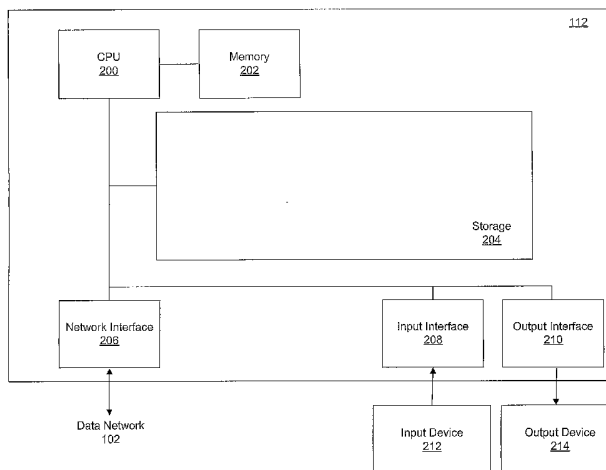 112
CPU
200
Memory
202
Storage
204
Network Interface
206
Input Interface
208
Output Interface
210
Data Network
102
Input Device
212
Output Device
214